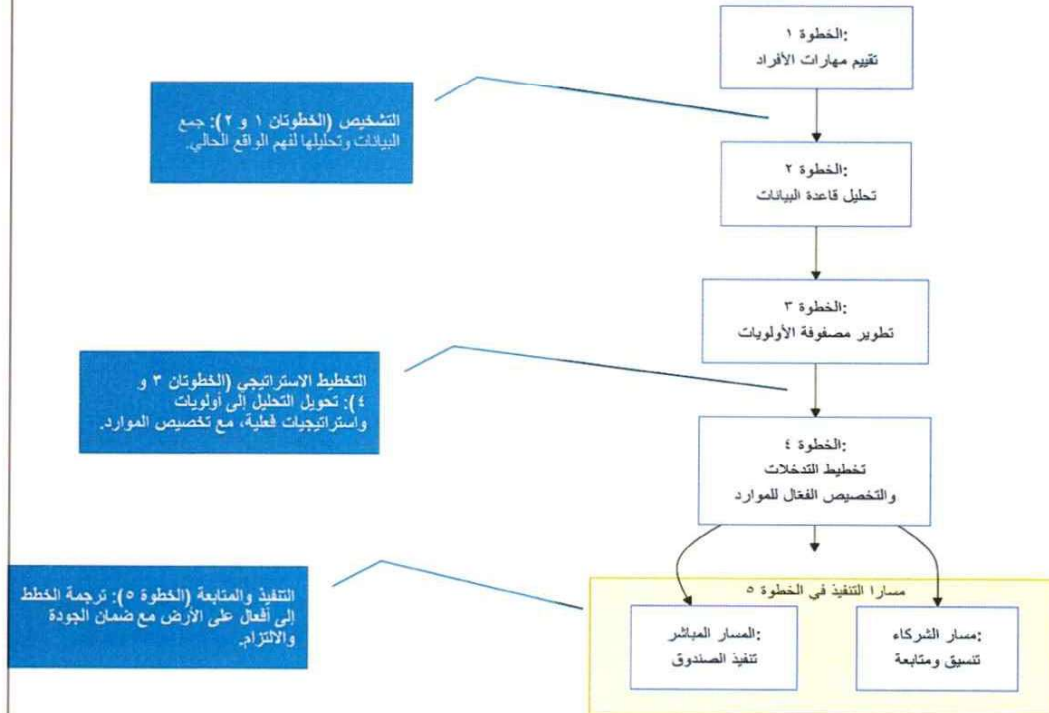 الخطوة ١:
تقييم مهارات الأفراد
التشخيص (الخطوتان ١ و ٢): جمع
البيانات وتحليلها لفهم الواقع الحالي.
الخطوة ٢:
تحليل قاعدة البيانات
الخطوة ٣:
تطوير مصفوفة الأولويات
التخطيط الاستراتيجي (الخطوتان ٣ و
٤): تحويل التحليل إلى أولويات
واستراتيجيات فعلية، مع تخصيص الموارد.
الخطوة ٤:
تخطيط التدخلات
والتخصيص الفعّال للموارد
مسارا التنفيذ في الخطوة ٥
التنفيذ والمتابعة (الخطوة ٥): ترجمة الخطط
إلى أفعال على الأرض مع ضمان الجودة
والالتزام.
مسار الشركاء:
تنسيق ومتابعة
المسار المباشر:
تنفيذ الصندوق